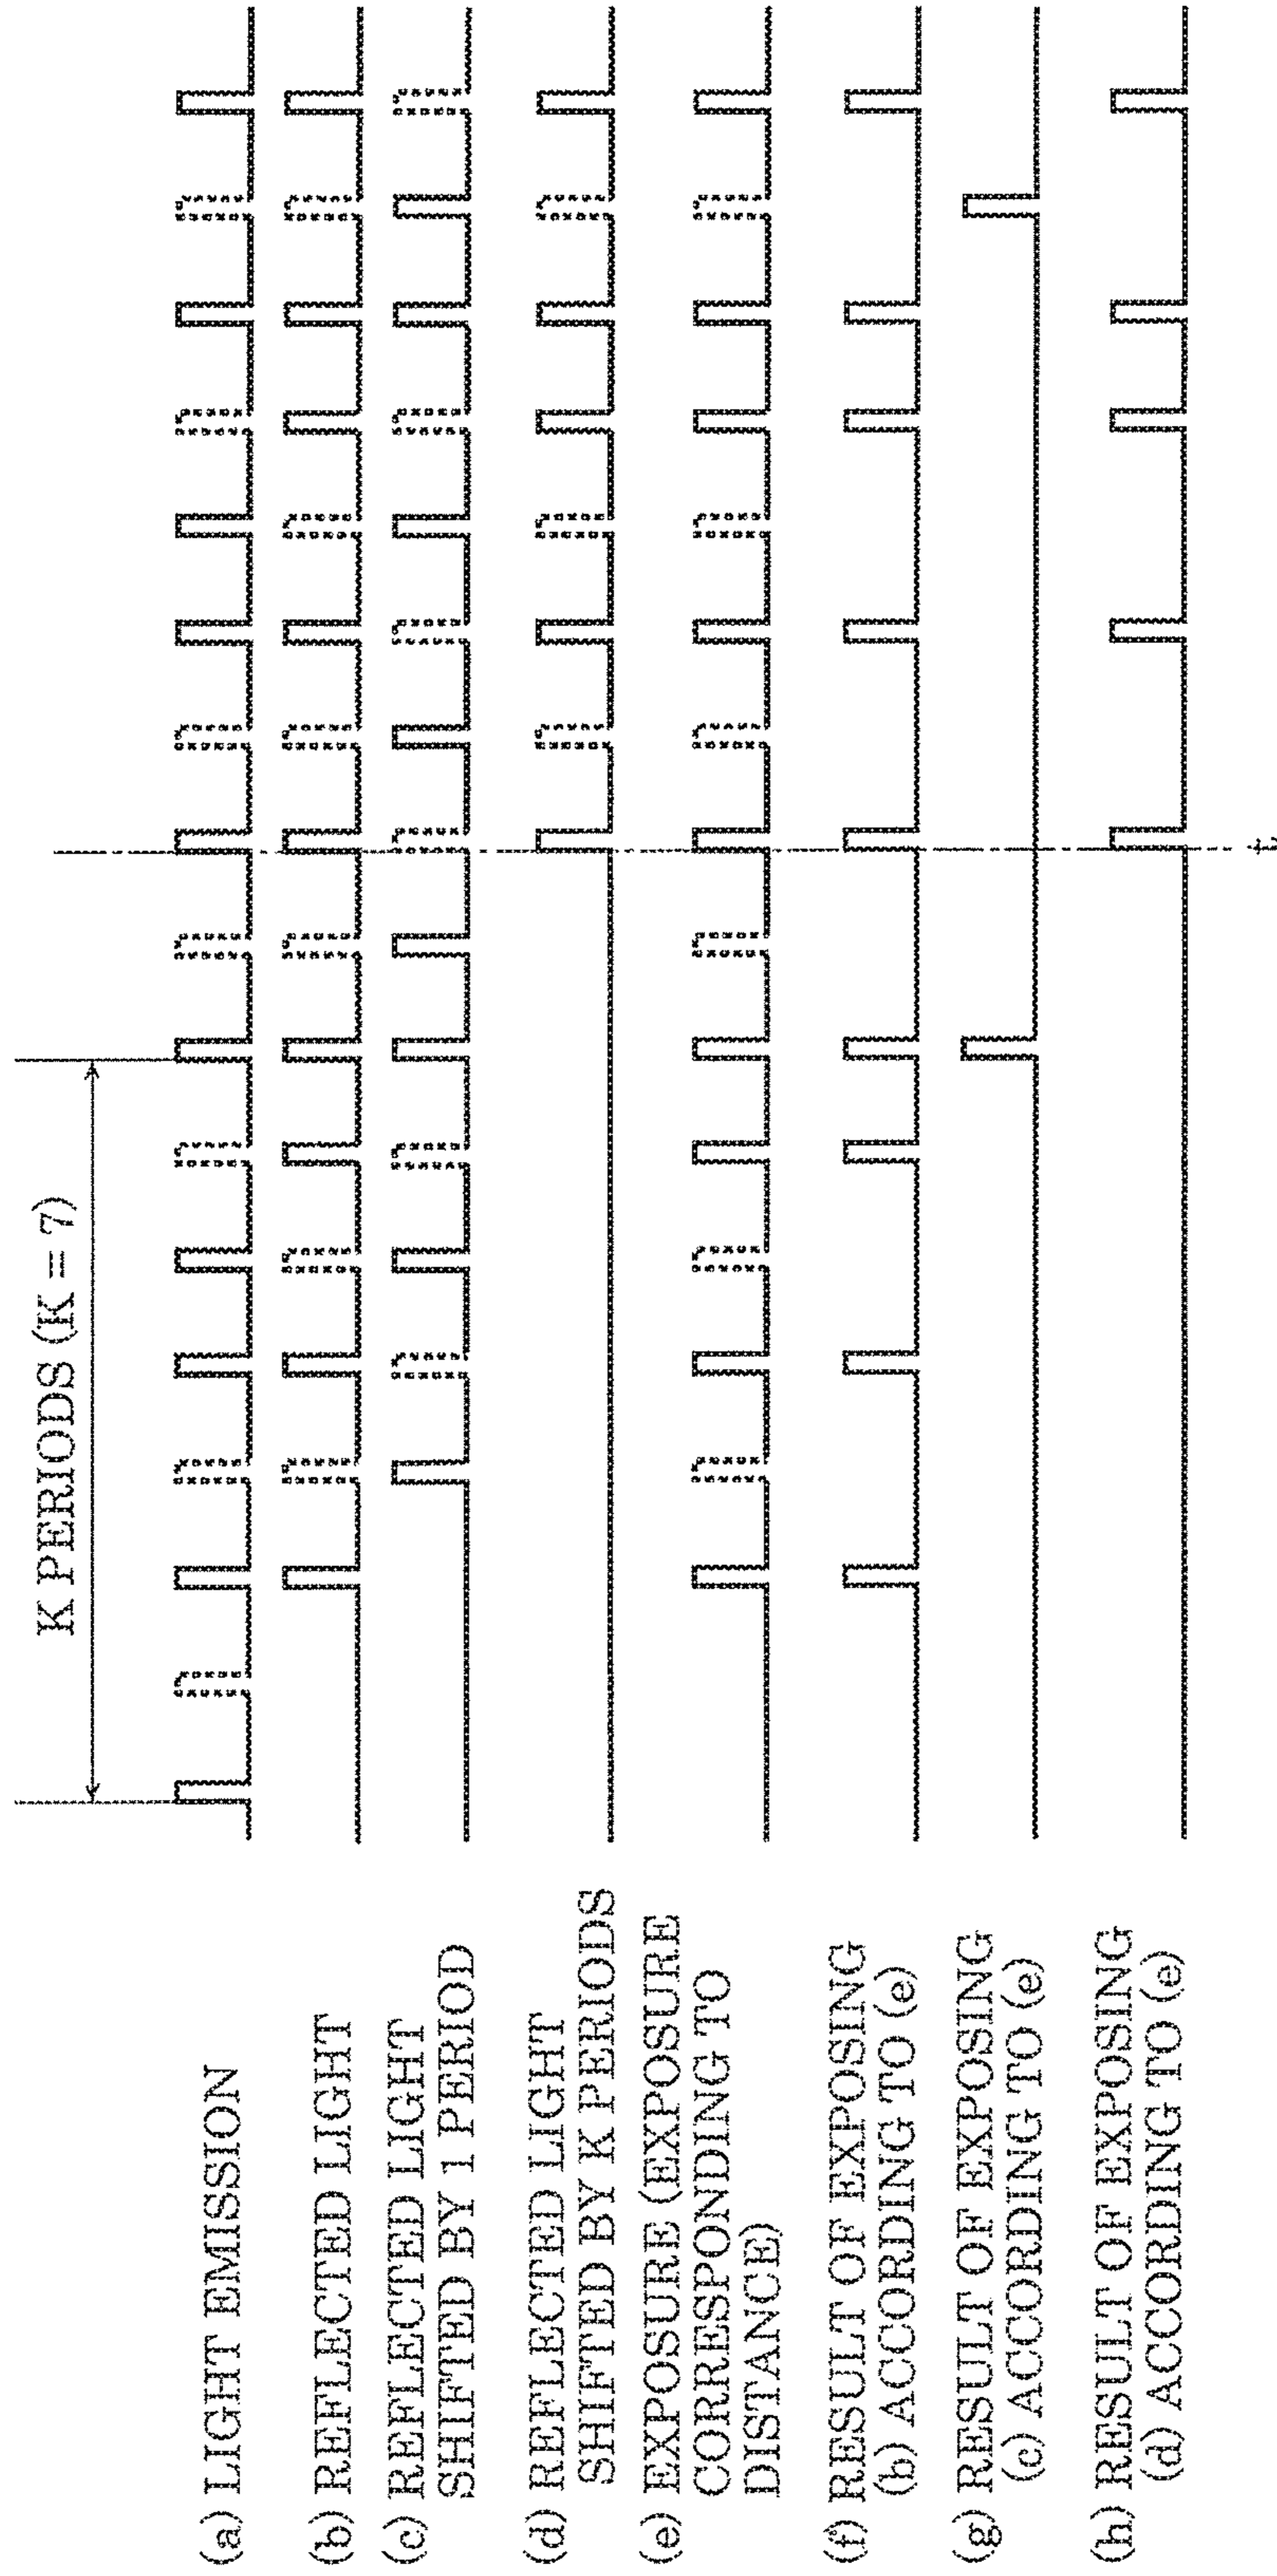 K PERIODS (K = 7)
(a) LIGHT EMISSION
(b) REFLECTED LIGHT
(c) REFLECTED LIGHT
SHIFTED BY 1 PERIOD
(d) REFLECTED LIGHT
SHIFTED BY K PERIODS
(e) EXPOSURE (EXPOSURE
CORRESPONDING TO
DISTANCE)
(f) RESULT OF EXPOSING
(b) ACCORDING TO (e)
(g) RESULT OF EXPOSING
(c) ACCORDING TO (e)
(h) RESULT OF EXPOSING
(d) ACCORDING TO (e)
t